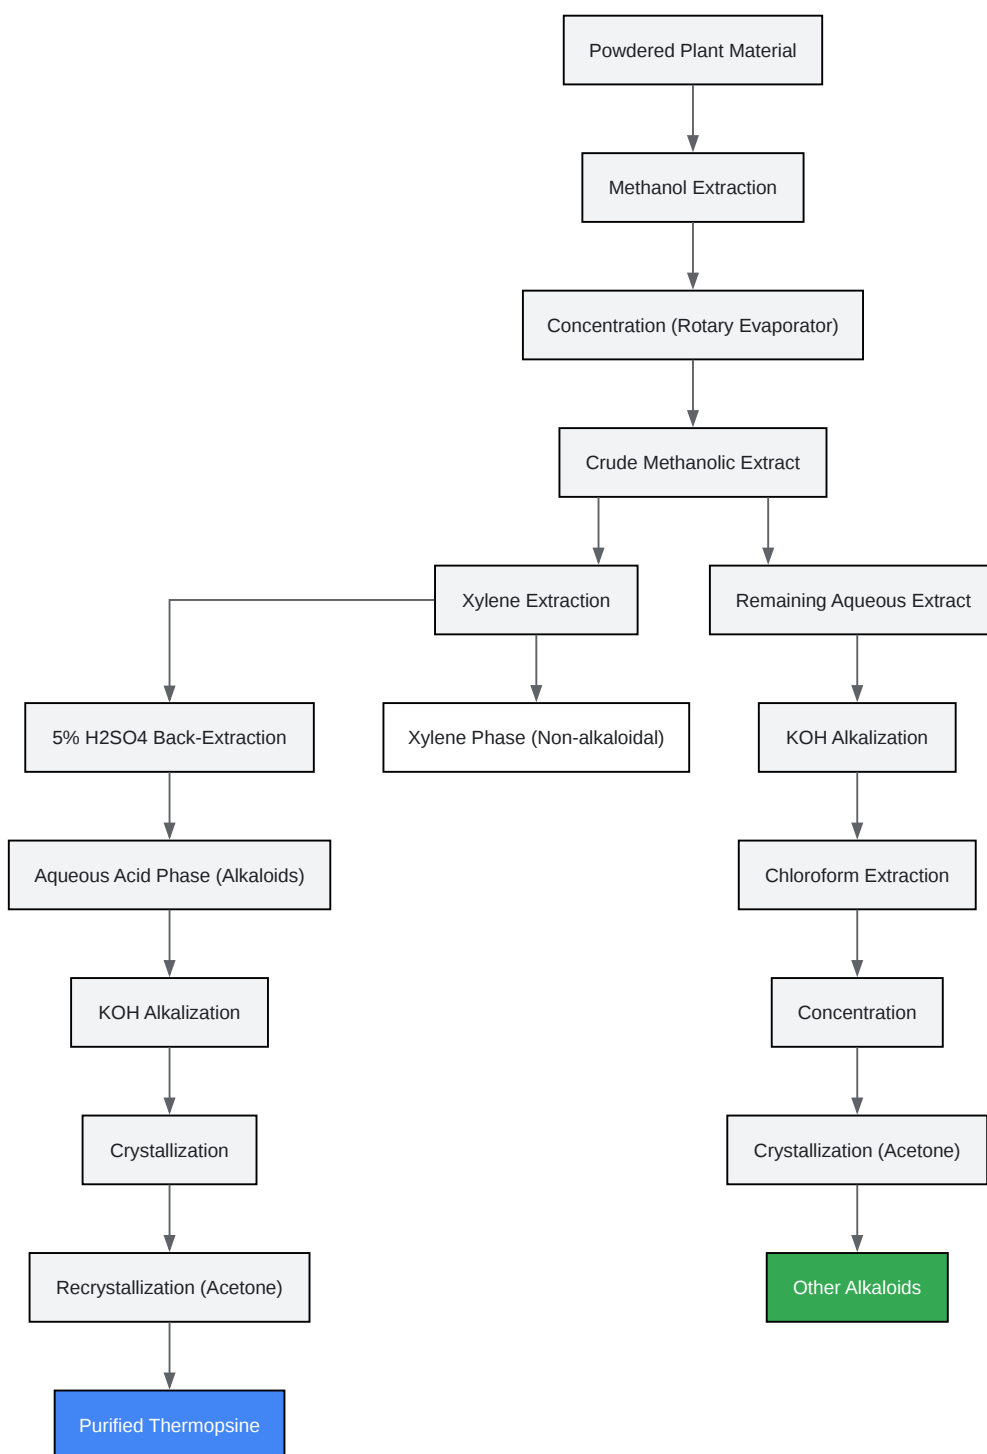 Powdered Plant Material
Methanol Extraction
Concentration (Rotary Evaporator)
Crude Methanolic Extract
Xylene Extraction
Remaining Aqueous Extract
5% H2SO4 Back-Extraction
Xylene Phase (Non-alkaloidal)
KOH Alkalization
Aqueous Acid Phase (Alkaloids)
Chloroform Extraction
KOH Alkalization
Concentration
Crystallization
Crystallization (Acetone)
Recrystallization (Acetone)
Other Alkaloids
Purified Thermopsine